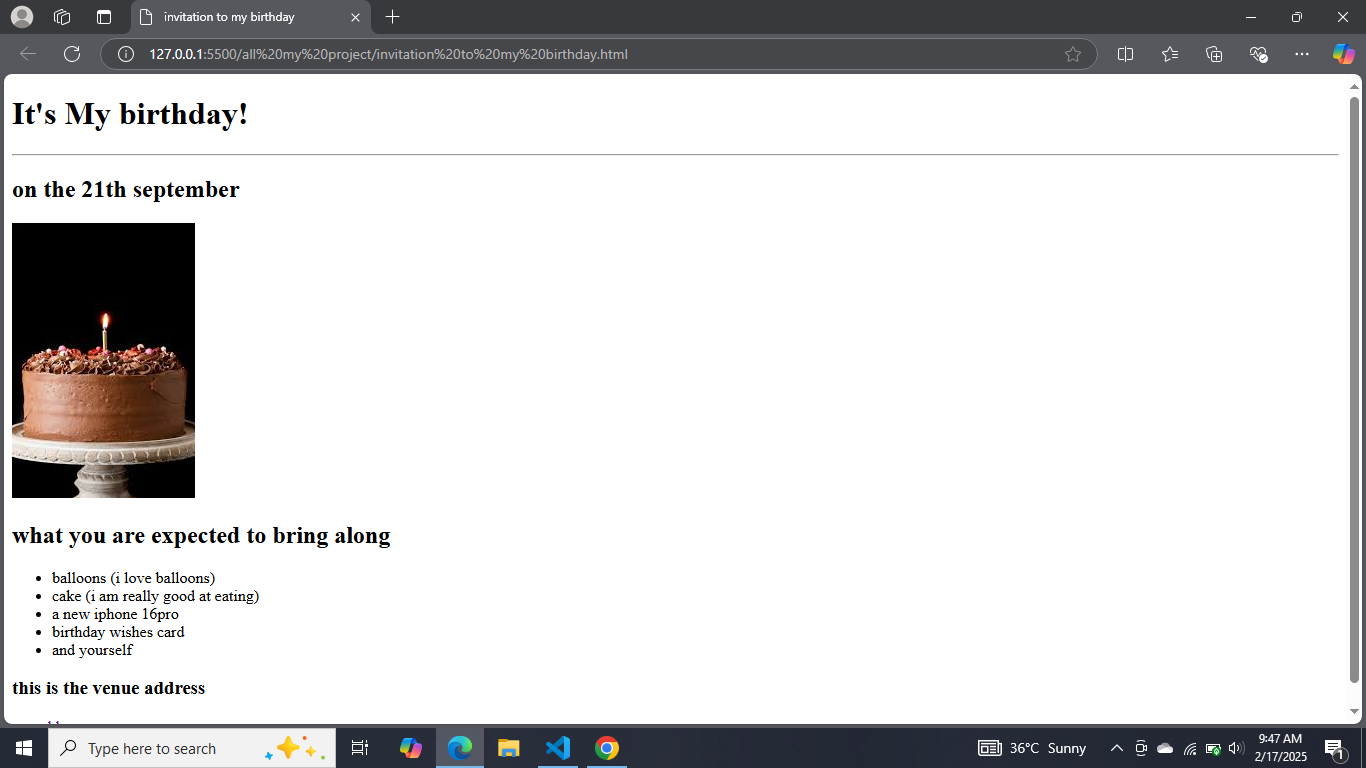 invitation to my birthday
127.0.0.1:5500/all%20my%20project/invitation%20to%20my%20birthday.html
It's My birthday!
on the 21th september
what you are expected to bring along
balloons (i love balloons)
cake (i am really good at eating)
a new iphone 16pro
birthday wishes card
and yourself
this is the venue address
Type here to search
36°C Sunny
9:47 AM
2/17/2025
1